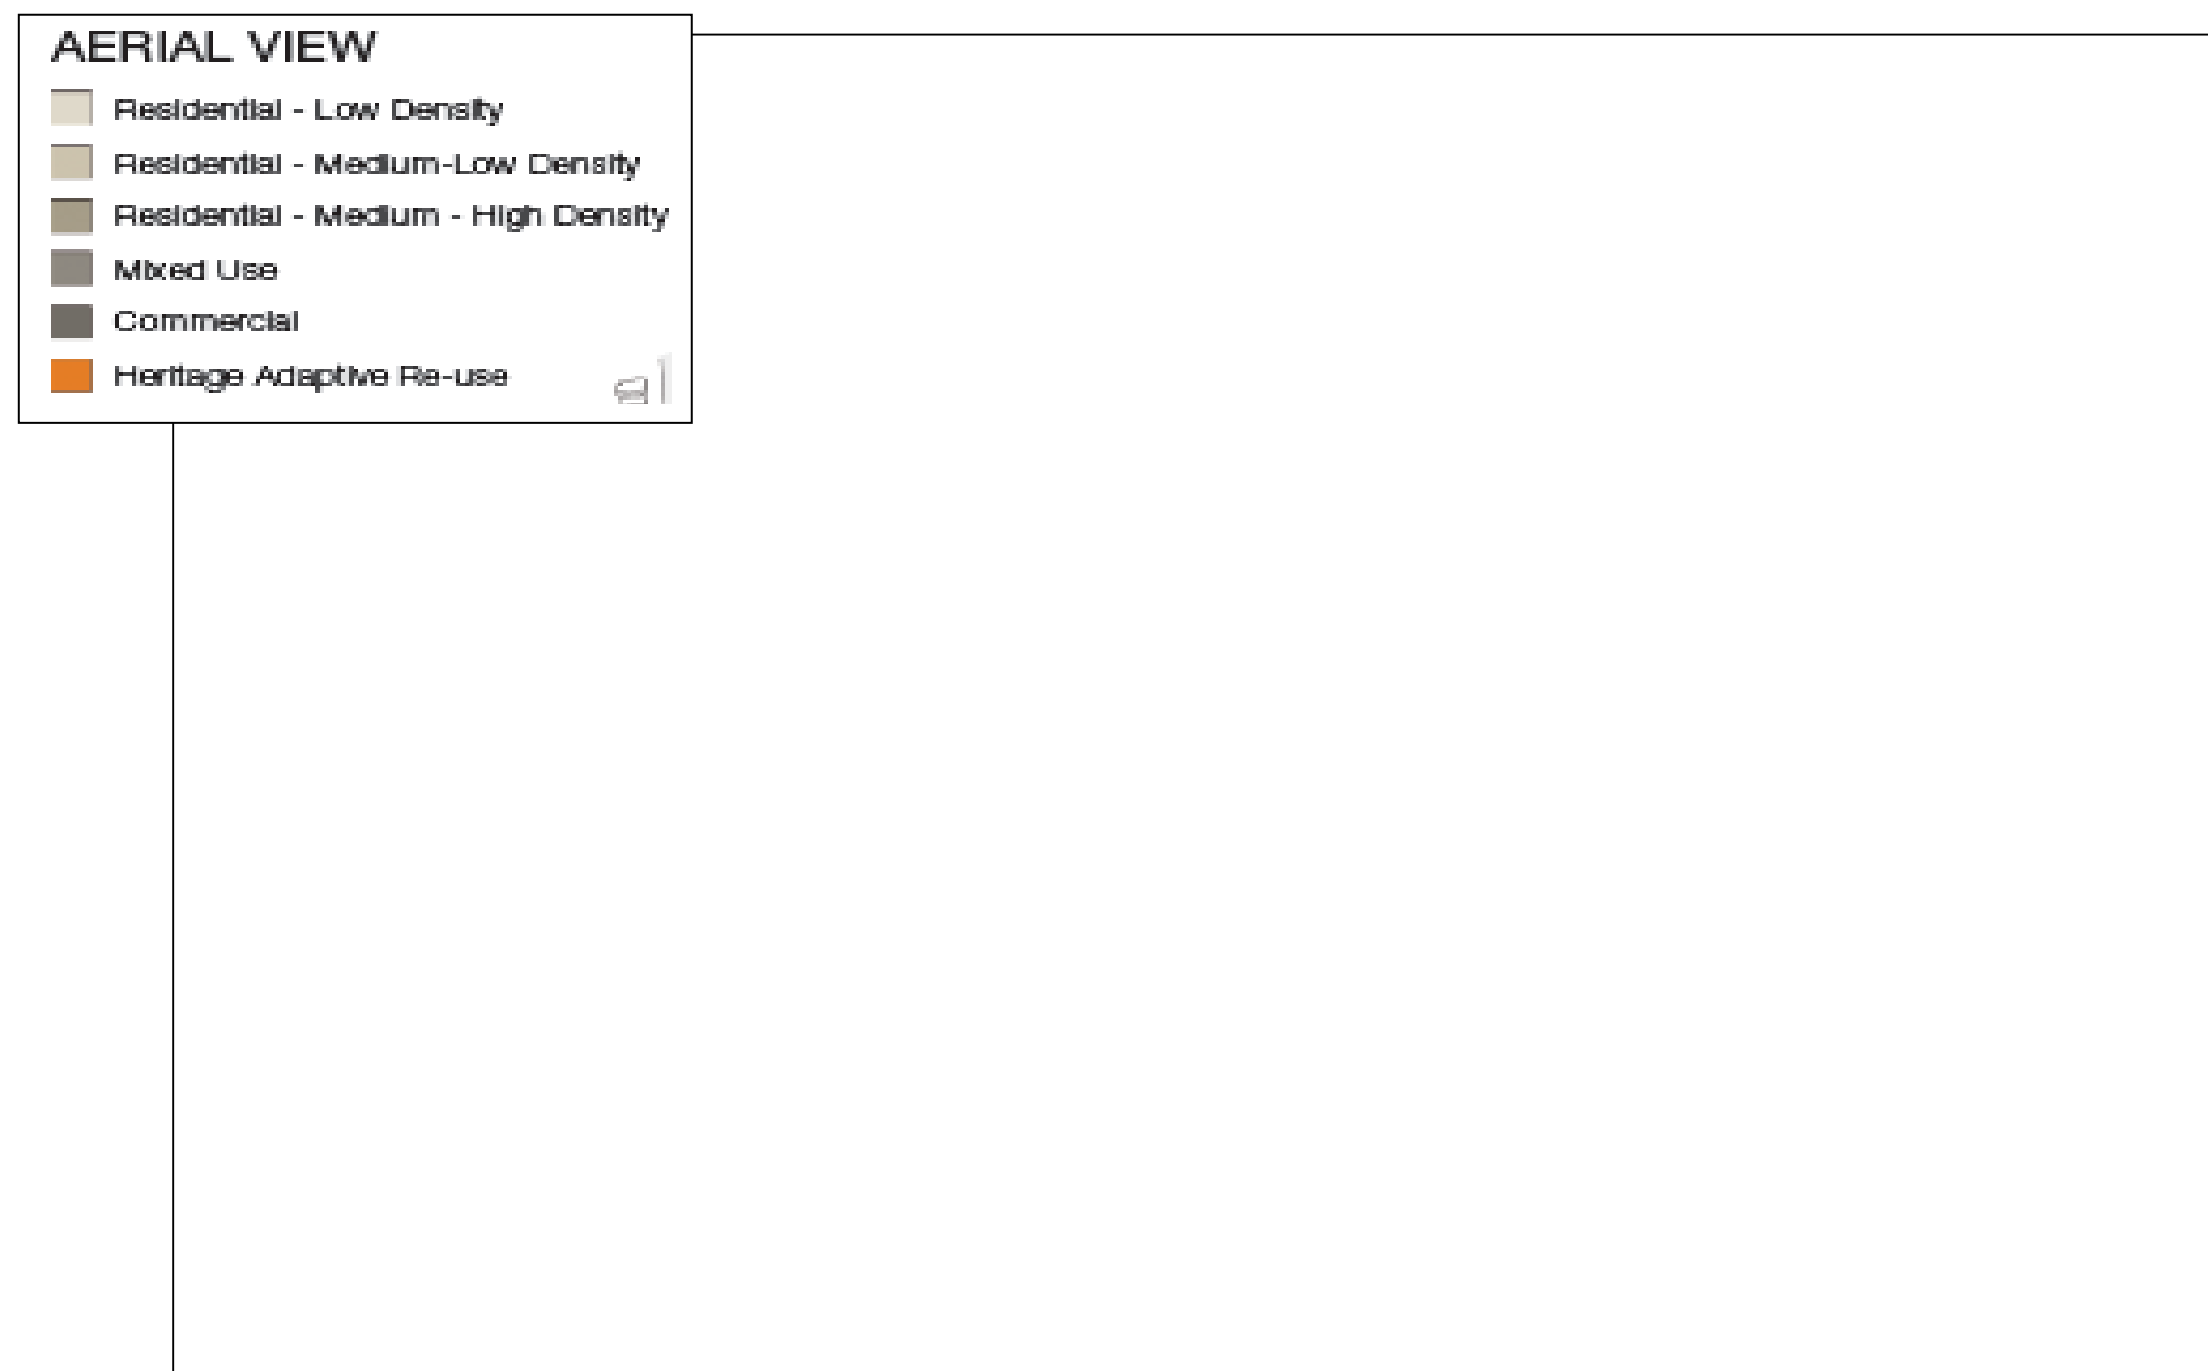 AERIAL VIEW
Residential - Low Density
Residential - Medium-Low Density
Residential - Medium - High Density
Mixed Use
Commercial
Heritage Adaptive Re-use